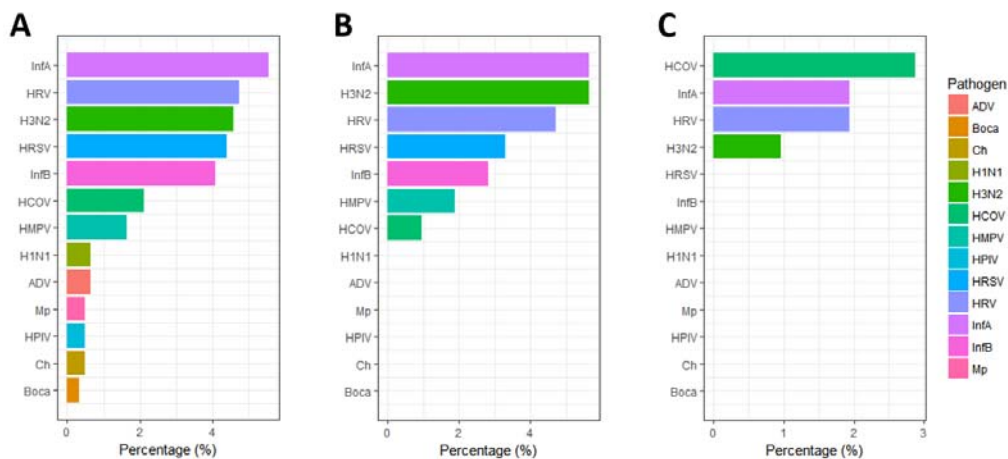 A
InfA
HRV
H3N2
HRSV
InfB
HCOV
HMPV
H1N1
ADV
Mp
HPIV
Ch
Boca
0 2 4
Percentage (%)
B
InfA
H3N2
HRV
HRSV
InfB
HMPV
HCOV
H1N1
ADV
Mp
HPIV
Ch
Boca
0 2 4
Percentage (%)
C
HCOV
InfA
HRV
H3N2
HRSV
InfB
HMPV
H1N1
ADV
Mp
HPIV
Ch
Boca
0 1 2 3
Percentage (%)
Pathogen
ADV
Boca
Ch
H1N1
H3N2
HCOV
HMPV
HPIV
HRSV
HRV
InfA
InfB
Mp